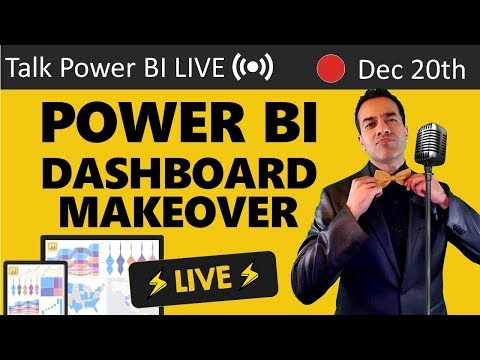 Talk Power BI LIVE
Dec 20th
POWER BI
DASHBOARD
MAKEOVER
LIVE